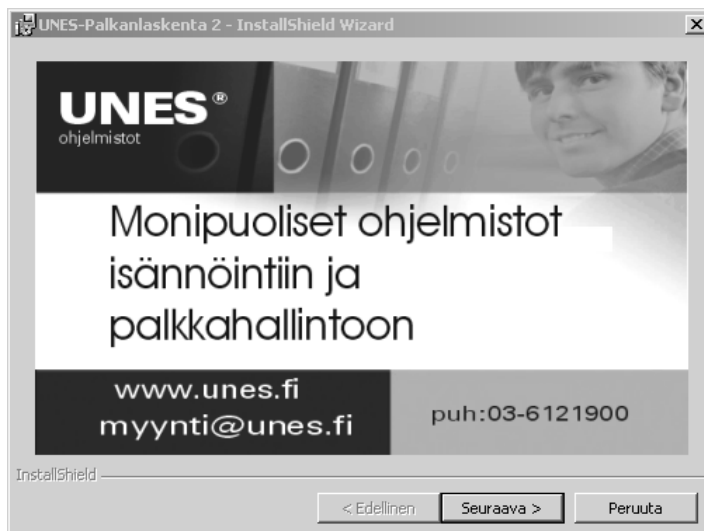 UNES-Palkanlaskenta 2 - InstallShield Wizard
UNES®
ohjelmistot
Monipuoliset ohjelmistot
isännöintiin ja
palkkahallintoon
www.unes.fi
myynti@unes.fi
puh:03-6121900
InstallShield
< Edellinen
Seuraava >
Peruuta